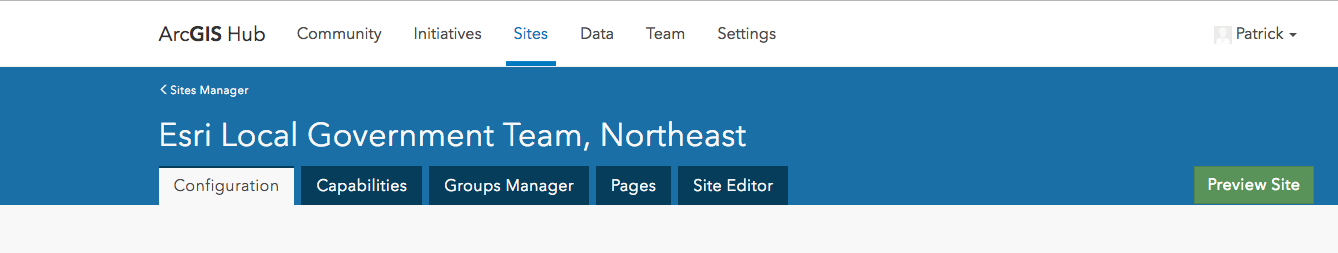 ArcGIS Hub Community Initiatives Sites Data Team Settings Patrick
Sites Manager
Esri Local Government Team, Northeast
Configuration Capabilities Groups Manager Pages Site Editor Preview Site